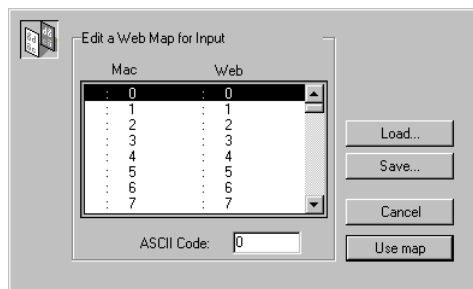 Edit a Web Map for Input
Mac Web
: 0 : 0
: 1 : 1
: 2 : 2
: 3 : 3
: 4 : 4
: 5 : 5
: 6 : 6
: 7 : 7
Load...
Save...
Cancel
ASCII Code: 0
Use map